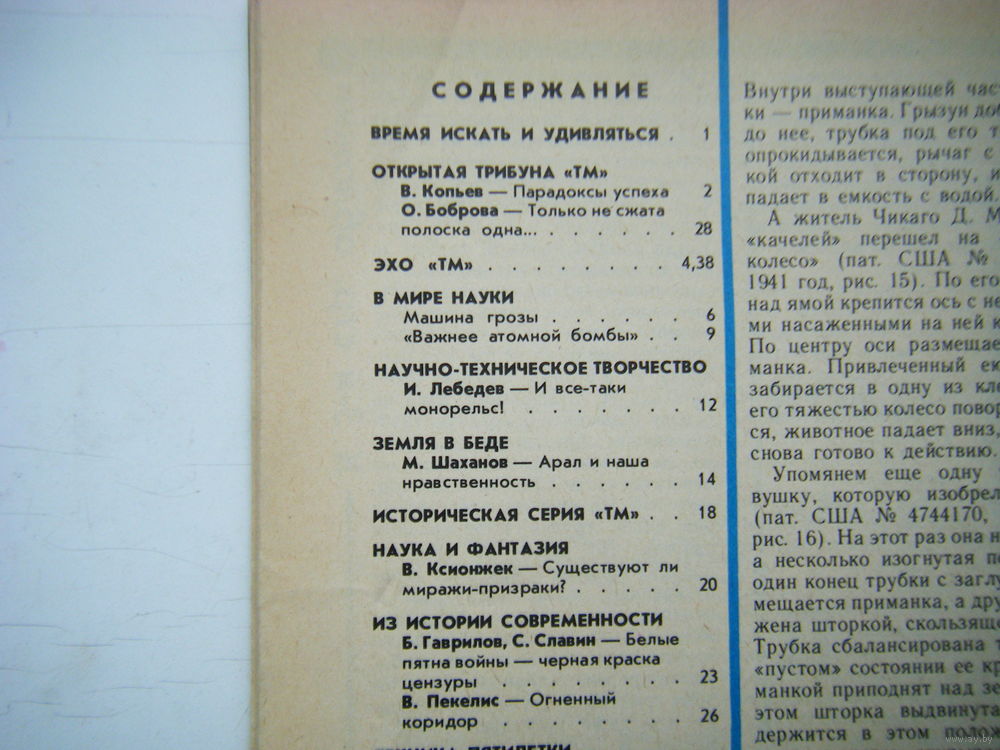 СОДЕРЖАНИЕ
ВРЕМЯ ИСКАТЬ И УДИВЛЯТЬСЯ . 1
ОТКРЫТАЯ ТРИБУНА «ТМ»
В. Копьев — Парадоксы успеха 2
О. Боброва — Только не сжата
полоска одна... . . . . . . 28
ЭХО «ТМ» . . . . . . . . 4,38
В МИРЕ НАУКИ
Машина грозы . . . . . . 6
«Важнее атомной бомбы» . . 9
НАУЧНО-ТЕХНИЧЕСКОЕ ТВОРЧЕСТВО
И. Лебедев — И все-таки
монорельс! . . . . . . . 12
ЗЕМЛЯ В БЕДЕ
М. Шаханов — Арал и наша
нравственность . . . . . . 14
ИСТОРИЧЕСКАЯ СЕРИЯ «ТМ» . . 18
НАУКА И ФАНТАЗИЯ
В. Ксионжек — Существуют ли
миражи-призраки? . . . . . 20
ИЗ ИСТОРИИ СОВРЕМЕННОСТИ
Б. Гаврилов, С. Славин — Белые
пятна войны — черная краска
цензуры . . . . . . . . 23
В. Пекелис — Огненный
коридор . . . . . . . . 26
Внутри выступающей час
ки — приманка. Грызун до
до нее, трубка под его т
опрокидывается, рычаг с
кой отходит в сторону, и
падает в емкость с водой.
А житель Чикаго Д. М
«качелей» перешел на
колесо» (пат. США №
1941 год, рис. 15). По его
над ямой крепится ось с не
ми насаженными на ней к
По центру оси размещае
манка. Привлеченный ею
забирается в одну из кле
его тяжестью колесо повор
ся, животное падает вниз,
снова готово к действию.
Упомянем еще одну
вушку, которую изобрел
(пат. США № 4744170,
рис. 16). На этот раз она н
а несколько изогнутая
один конец трубки с заглу
мещается приманка, а дру
жена шторкой, скользяще
Трубка сбалансирована
«пустом» состоянии ее кр
манкой приподнят над зе
этом шторка выдвинута
держится в этом полож
www.ay.by